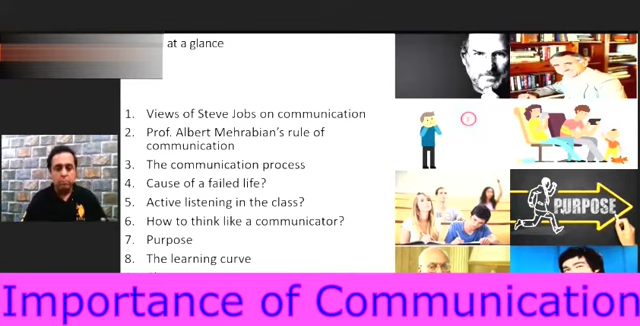 at a glance
1. Views of Steve Jobs on communication
2. Prof. Albert Mehrabian's rule of
communication
3. The communication process
4. Cause of a failed life?
5. Active listening in the class?
6. How to think like a communicator?
7. Purpose
8. The learning curve
PURPOSE
Importance of Communication